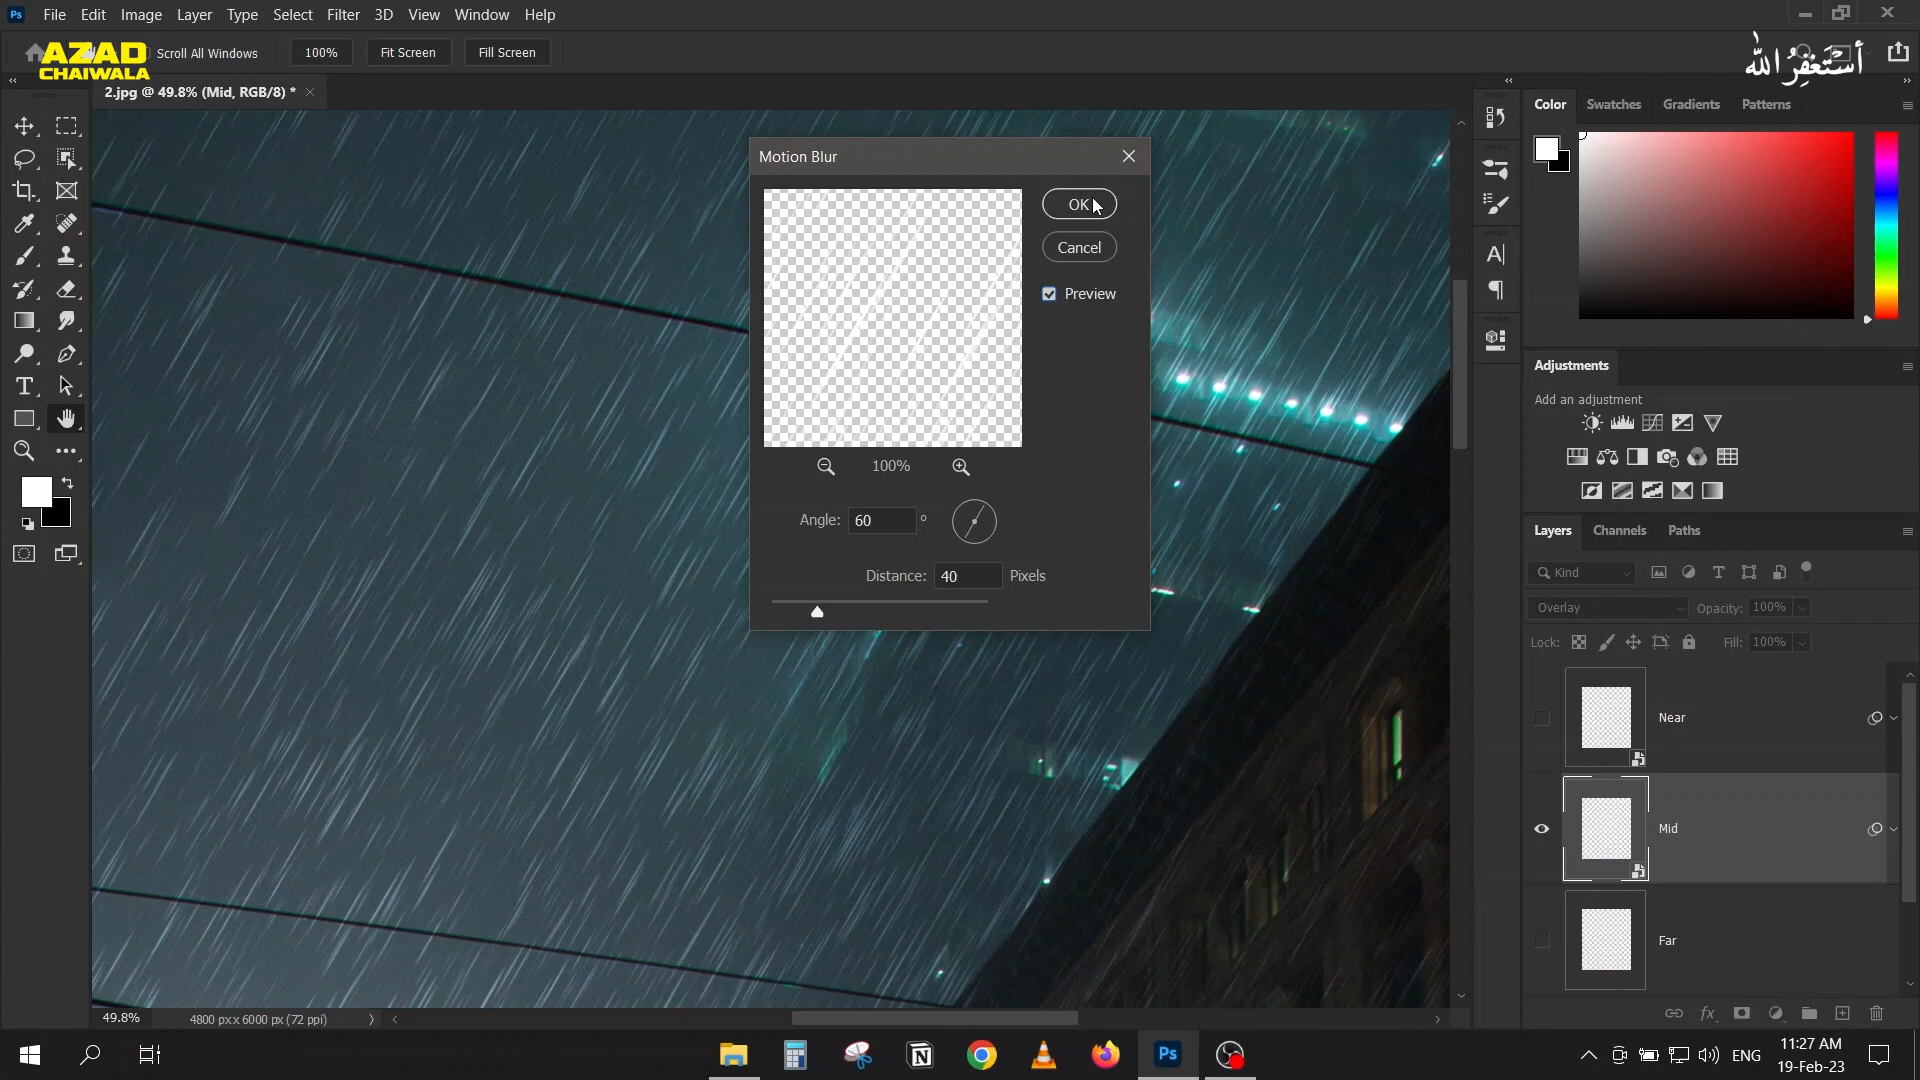 Ps File Edit Image Layer Type Select Filter 3D View Window Help
AZAD
CHAIWALA
Scroll All Windows 100% Fit Screen Fill Screen
أَسْتَغْفِرُ اللّٰه
2.jpg @ 49.8% (Mid, RGB/8) *
Color Swatches Gradients Patterns
Motion Blur
OK
Cancel
Preview
100%
Angle: 60 °
Distance: 40 Pixels
Adjustments
Add an adjustment
Layers Channels Paths
Kind
Overlay Opacity: 100%
Lock: Fill: 100%
Near
Mid
Far
49.8% 4800 px x 6000 px (72 ppi)
Ps
ENG
11:27 AM
19-Feb-23